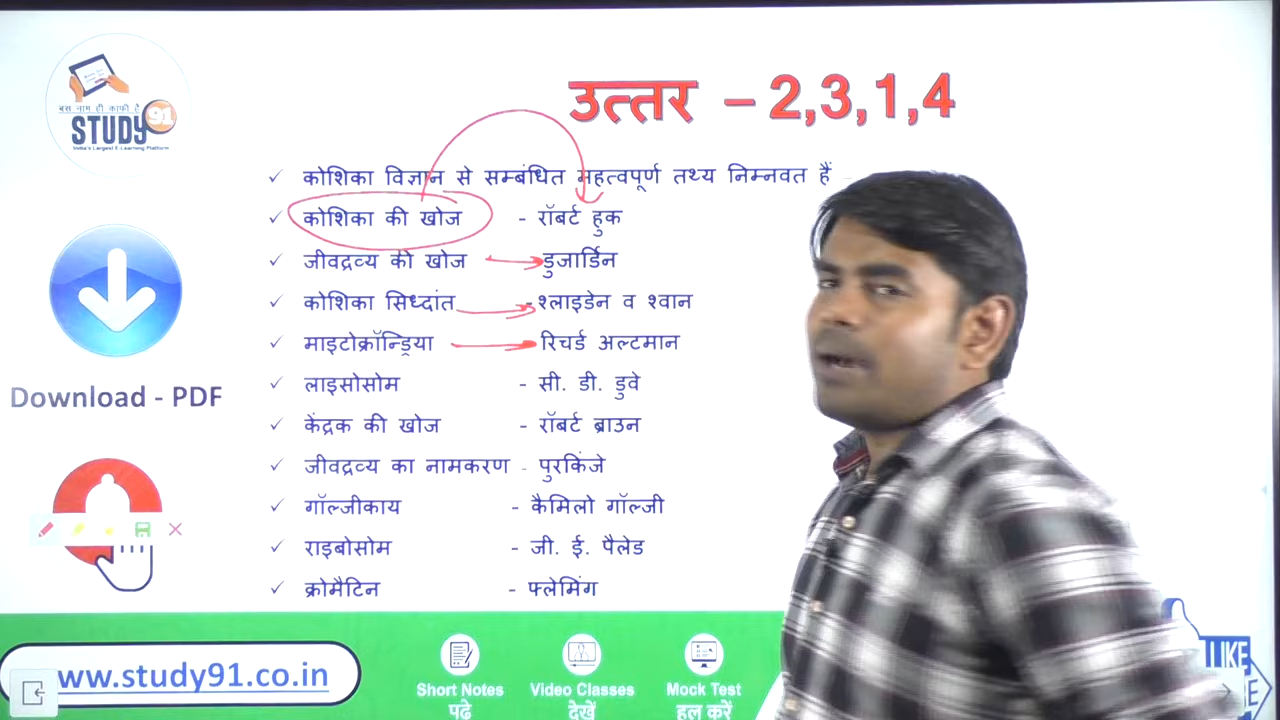 उत्तर – 2,3,1,4
बस नाम ही काफी है
STUDY 91
India's Largest E-Learning Platform
✓ कोशिका विज्ञान से सम्बंधित महत्वपूर्ण तथ्य निम्नवत हैं –
✓ कोशिका की खोज - रॉबर्ट हुक
✓ जीवद्रव्य की खोज डुजार्डिन
✓ कोशिका सिध्दांत - श्लाइडेन व श्वान
✓ माइटोक्रॉन्ड्रिया रिचर्ड अल्टमान
✓ लाइसोसोम - सी. डी. डुवे
✓ केंद्रक की खोज - रॉबर्ट ब्राउन
✓ जीवद्रव्य का नामकरण - पुरकिंजे
✓ गॉल्जीकाय - कैमिलो गॉल्जी
✓ राइबोसोम - जी. ई. पैलेड
✓ क्रोमैटिन - फ्लेमिंग
Download - PDF
www.study91.co.in
Short Notes
पढ़े
Video Classes
देखें
Mock Test
हल करें
LIKE